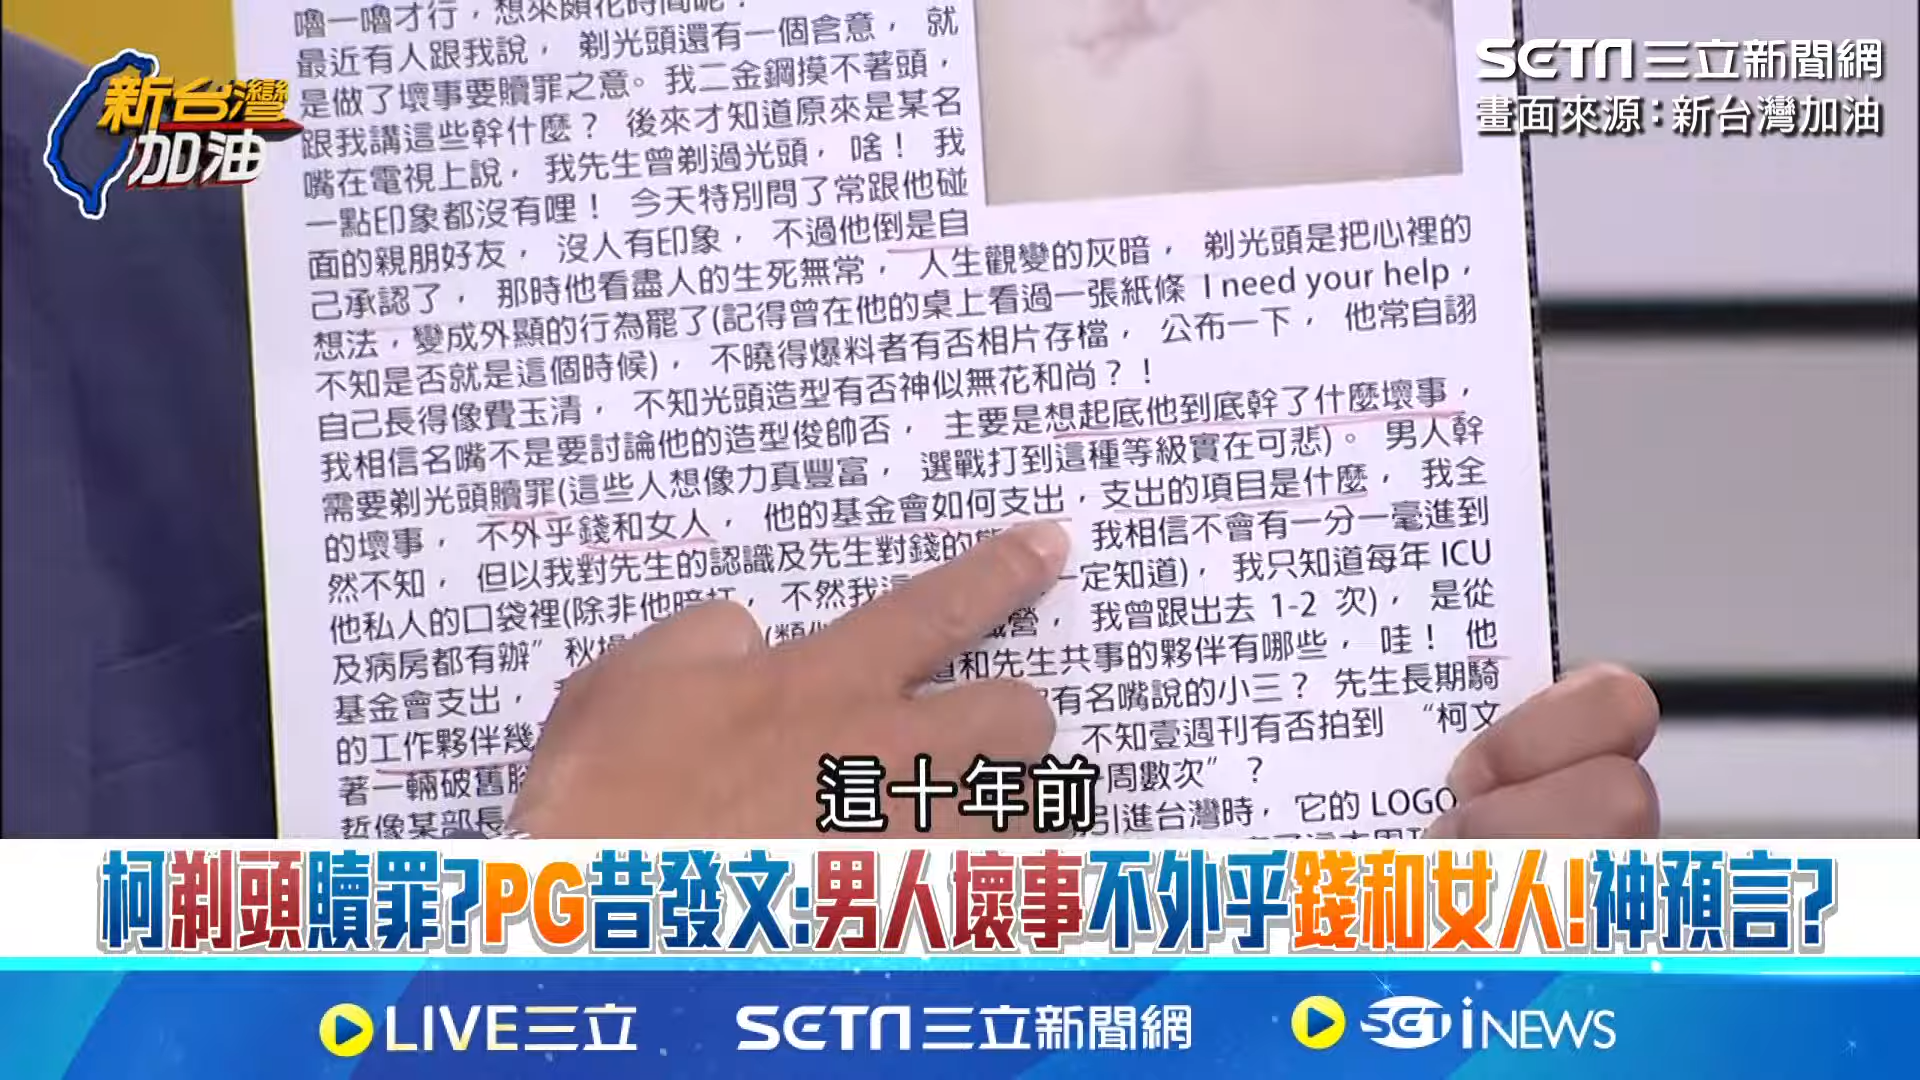 嚕一嚕才行，想來頗花時間呢！
最近有人跟我說， 剃光頭還有一個含意， 就
是做了壞事要贖罪之意。我二金鋼摸不著頭，
跟我講這些幹什麼？ 後來才知道原來是某名
嘴在電視上說， 我先生曾剃過光頭， 啥！ 我
一點印象都沒有哩！ 今天特別問了常跟他碰
面的親朋好友， 沒人有印象， 不過他倒是自
己承認了， 那時他看盡人的生死無常， 人生觀變的灰暗， 剃光頭是把心裡的
想法，變成外顯的行為罷了(記得曾在他的桌上看過一張紙條 I need your help，
不知是否就是這個時候)， 不曉得爆料者有否相片存檔， 公布一下， 他常自詡
自己長得像費玉清， 不知光頭造型有否神似無花和尚？！
我相信名嘴不是要討論他的造型俊帥否， 主要是想起底他到底幹了什麼壞事，
需要剃光頭贖罪(這些人想像力真豐富， 選戰打到這種等級實在可悲)。 男人幹
的壞事， 不外乎錢和女人， 他的基金會如何支出，支出的項目是什麼， 我全
然不知， 但以我對先生的認識及先生對錢的 我相信不會有一分一毫進到
他私人的口袋裡(除非他暗 ， 不然我 一定知道)， 我只知道每年 ICU
及病房都有辦”秋 營， 我曾跟出去 1-2 次)， 是從
基金會支出， 和先生共事的夥伴有哪些， 哇！ 他
的工作夥伴幾 有名嘴說的小三？ 先生長期騎
著一輛破舊 不知壹週刊有否拍到 “柯文
哲像某部長 一周數次”？
引進台灣時， 它的 LOGO
新台灣
加油
SETN三立新聞網
畫面來源：新台灣加油
這十年前
柯剃頭贖罪?PG昔發文:男人壞事不外乎錢和女人!神預言?
LIVE三立 SETN三立新聞網 SET iNEWS